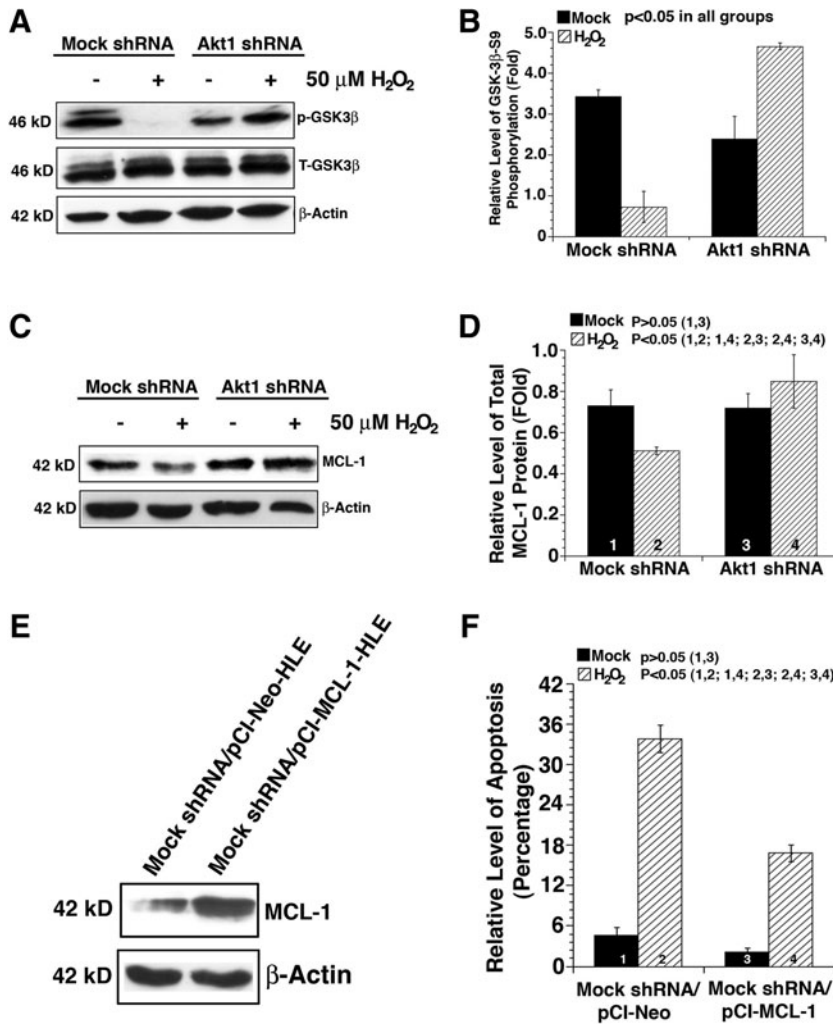 A
Mock shRNA Akt1 shRNA
- + - + 50 μM H2O2
46 kD p-GSK3β
46 kD T-GSK3β
42 kD β-Actin
B
Mock p<0.05 in all groups
H2O2
Relative Level of GSK-3β-S9
Phosphorylation (Fold)
5.0
4.0
3.0
2.0
1.0
0
Mock shRNA Akt1 shRNA
C
Mock shRNA Akt1 shRNA
- + - + 50 μM H2O2
42 kD MCL-1
42 kD β-Actin
D
Mock P>0.05 (1,3)
H2O2 P<0.05 (1,2; 1,4; 2,3; 2,4; 3,4)
Relative Level of Total
MCL-1 Protein (FOld)
1.0
0.8
0.6
0.4
0.2
0
1 2 3 4
Mock shRNA Akt1 shRNA
E
Mock shRNA/pCI-Neo-HLE
Mock shRNA/pCI-MCL-1-HLE
42 kD MCL-1
42 kD β-Actin
F
Mock p>0.05 (1,3)
H2O2 P<0.05 (1,2; 1,4; 2,3; 2,4; 3,4)
Relative Level of Apoptosis
(Percentage)
42
36
30
24
18
12
6
0
1 2 3 4
Mock shRNA/ Mock shRNA/
pCI-Neo pCI-MCL-1